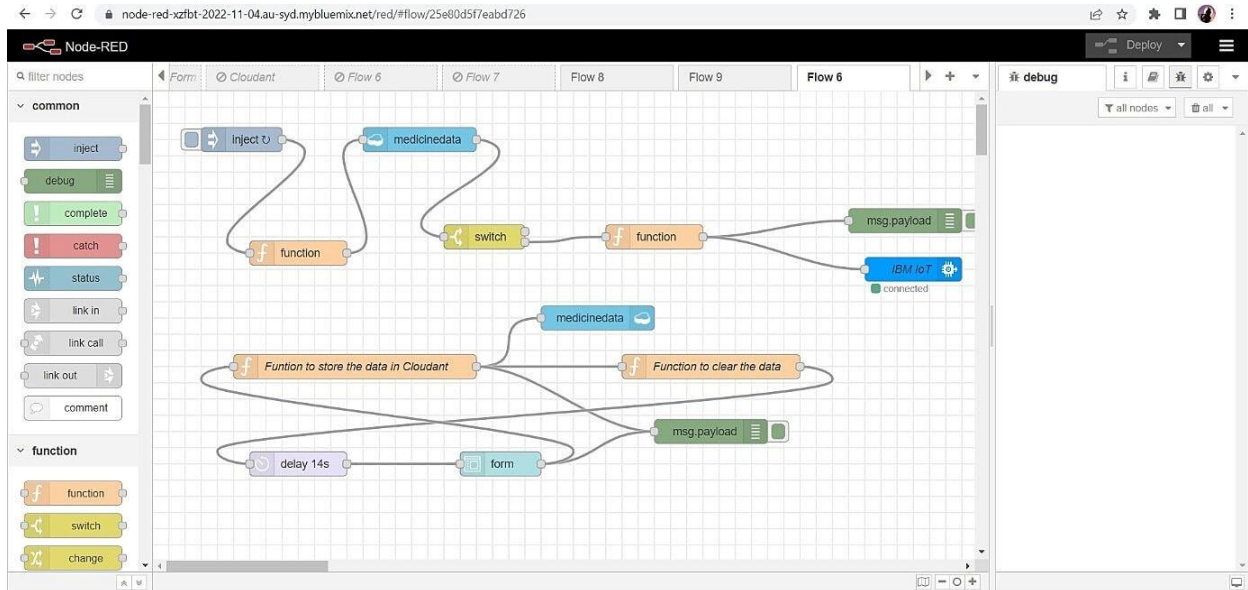 node-red-xzfbt-2022-11-04.au-syd.mybluemix.net/red/#flow/25e80d5f7eabd726
Node-RED
Deploy
filter nodes
Form
Cloudant
Flow 6
Flow 7
Flow 8
Flow 9
Flow 6
debug
i
all nodes
all
common
inject
debug
complete
catch
status
link in
link call
link out
comment
function
function
switch
change
inject ↻
medicinedata
function
switch
function
msg.payload
IBM IoT
connected
medicinedata
Funtion to store the data in Cloudant
Function to clear the data
msg.payload
delay 14s
form